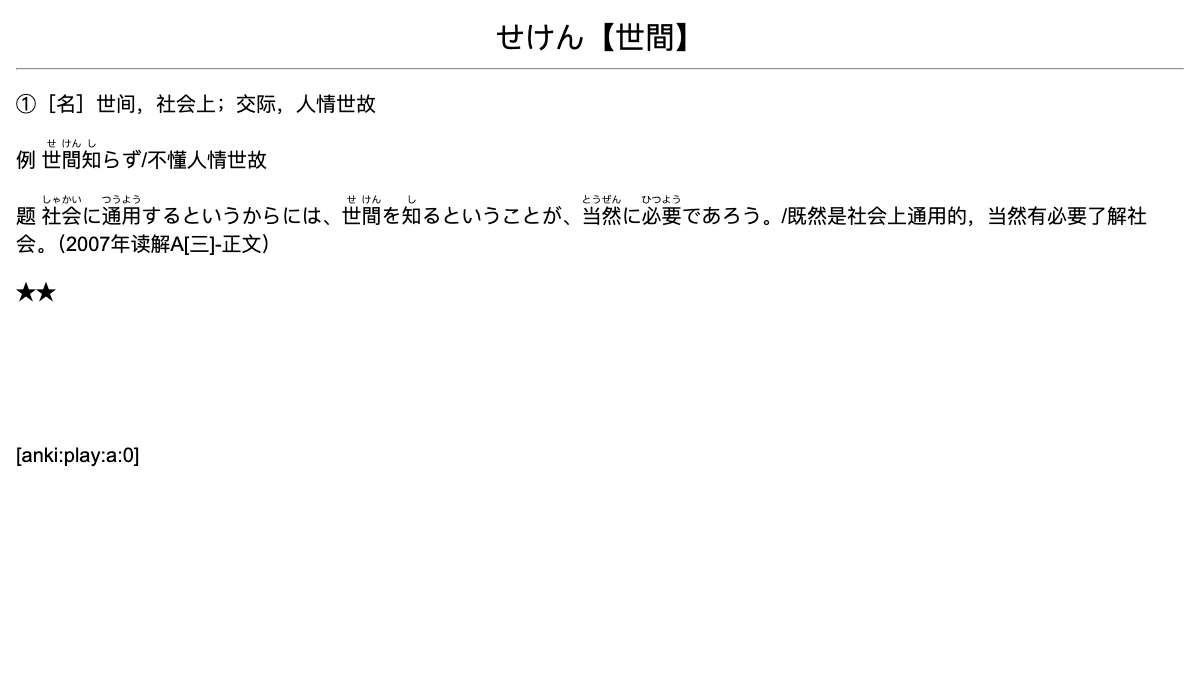 せけん【世間】
①［名］世间，社会上；交际，人情世故
せ けん し
例 世間知らず/不懂人情世故
しゃかい つうよう せ けん し とうぜん ひつよう
题 社会に通用するというからには、世間を知るということが、当然に必要であろう。/既然是社会上通用的，当然有必要了解社
会。（2007年读解A[三]-正文）
★★
[anki:play:a:0]